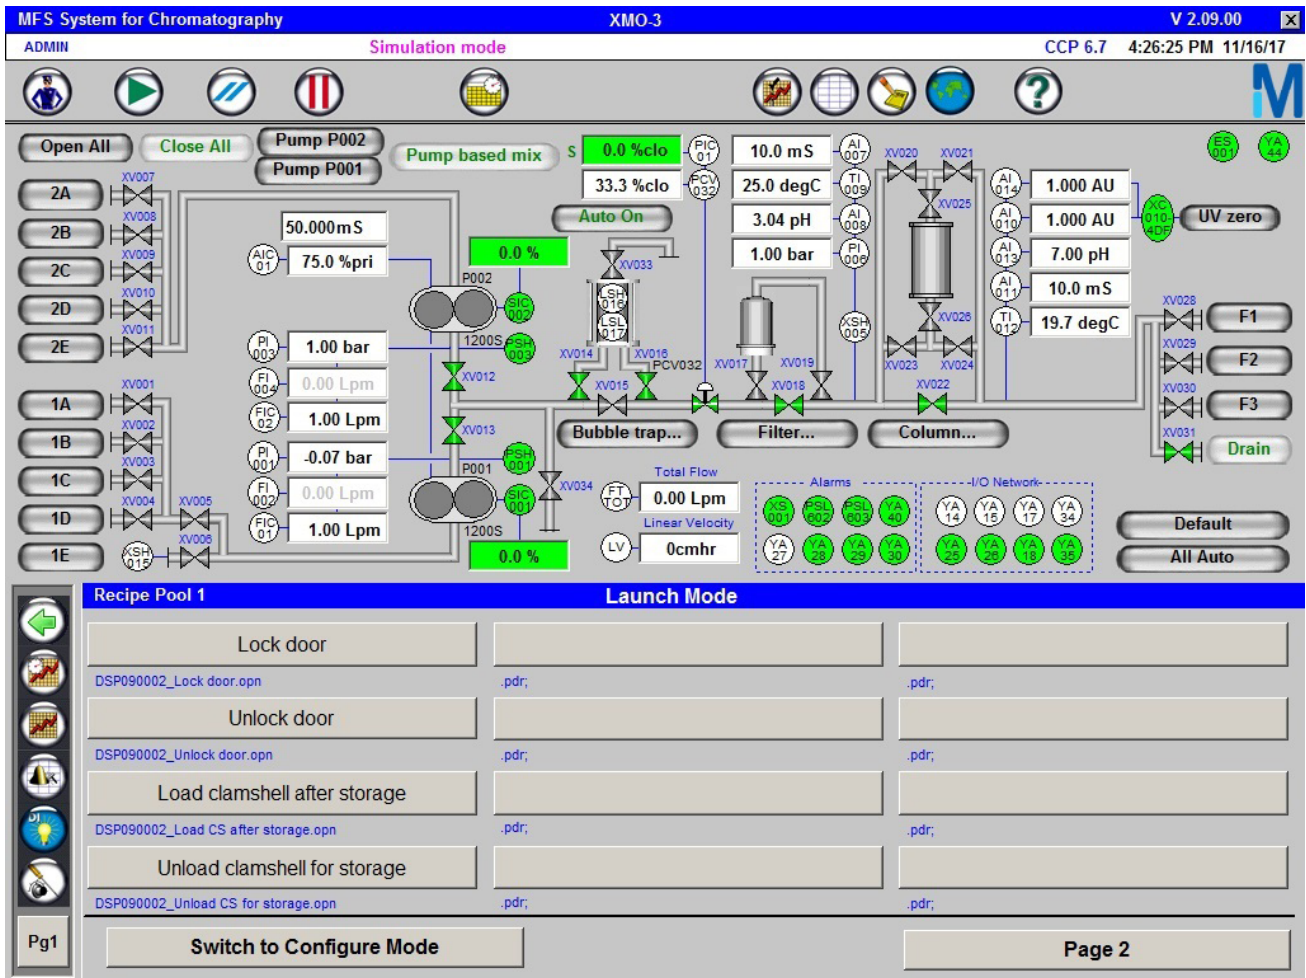 MFS System for Chromatography XMO-3 V 2.09.00 X
ADMIN Simulation mode CCP 6.7 4:26:25 PM 11/16/17
?
Open All Close All Pump P002 Pump based mix S 0.0 %clo PIC 01 10.0 mS AI 007 XV020 XV021 ES 001 YA 44
Pump P001
33.3 %clo PCV 032 25.0 degC TI 009 AI 014 1.000 AU
2A XV007
50.000mS Auto On 3.04 pH AI 008 XV025 AI 010 1.000 AU XC 010-4DF UV zero
2B XV008
AIC 01 75.0 %pri 0.0 % XV033 1.00 bar PI 006 AI 013 7.00 pH
2C XV009
P002 LSH 016 AI 011 10.0 mS
2D XV010
SIC 002 LSL 017 XSH 005 XV026 TI 012 19.7 degC XV028 F1
2E XV011
PI 003 1.00 bar 1200S PSH 003 XV014 XV016 PCV032 XV017 XV019 XV023 XV024 XV029 F2
FI 004 0.00 Lpm XV012 XV015 XV018 XV022 XV030 F3
1A XV001
FIC 02 1.00 Lpm XV013 Bubble trap... Filter... Column... XV031 Drain
1B XV002
PI 001 -0.07 bar PSH 001
1C XV003
P001 Total Flow Alarms I/O Network
FI 002 0.00 Lpm SIC 001 XV034 FT TOT 0.00 Lpm XS 001 PSL 602 PSL 603 YA 40 YA 14 YA 15 YA 17 YA 34
1D XV004 XV005
FIC 01 1.00 Lpm 1200S Linear Velocity Default
1E XSH 015 XV006
0.0 % LV 0cmhr YA 27 YA 28 YA 29 YA 30 YA 25 YA 26 YA 18 YA 35 All Auto
Recipe Pool 1 Launch Mode
Lock door
DSP090002_Lock door.opn .pdr; .pdr;
Unlock door
DSP090002_Unlock door.opn .pdr; .pdr;
Load clamshell after storage
DSP090002_Load CS after storage.opn .pdr; .pdr;
Unload clamshell for storage
DSP090002_Unload CS for storage.opn .pdr; .pdr;
Pg1 Switch to Configure Mode Page 2